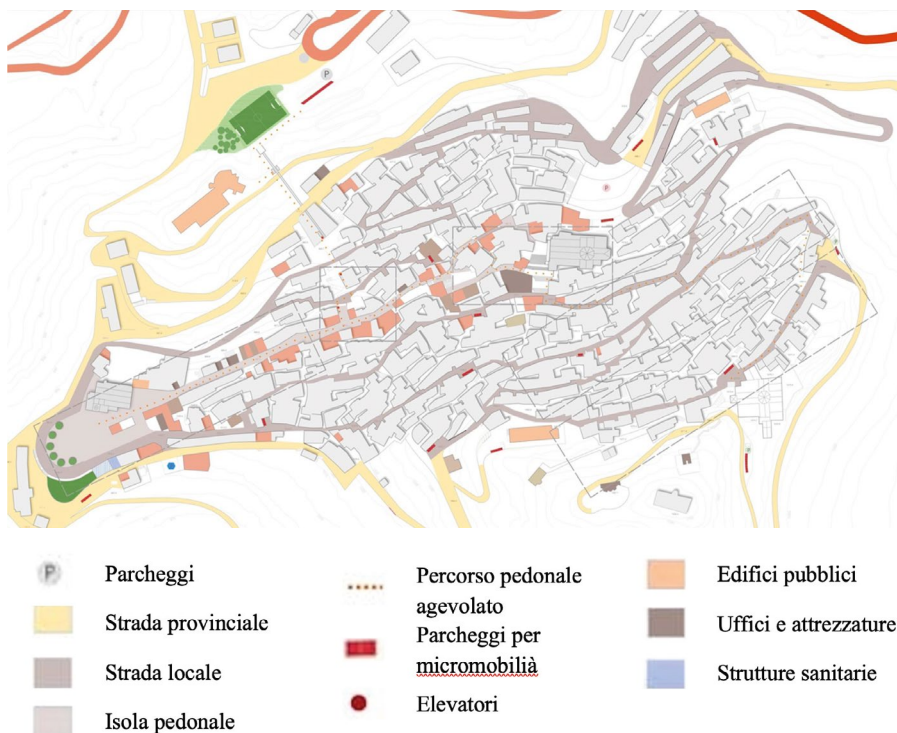 P
P
P
Parcheggi
Strada provinciale
Strada locale
Isola pedonale
Percorso pedonale
agevolato
Parcheggi per
micromobilià
Elevatori
Edifici pubblici
Uffici e attrezzature
Strutture sanitarie